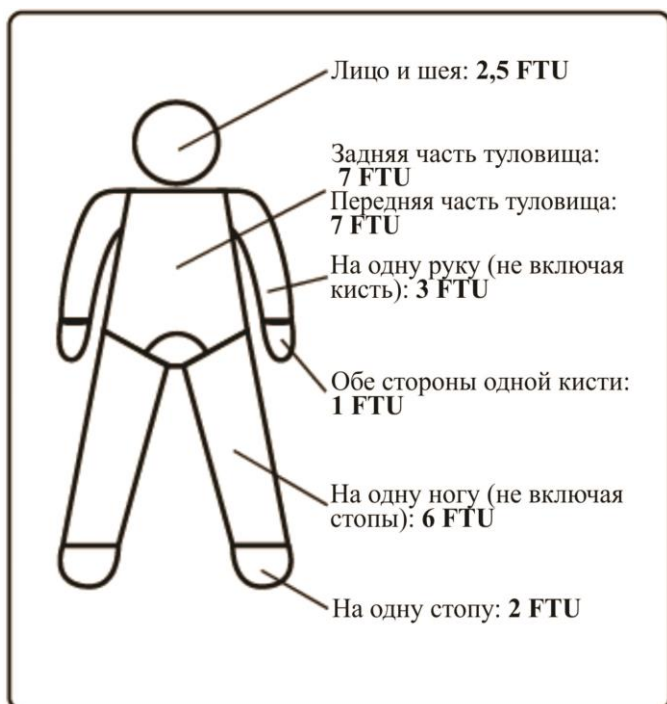 Лицо и шея: 2,5 FTU
Задняя часть туловища:
7 FTU
Передняя часть туловища:
7 FTU
На одну руку (не включая
кисть): 3 FTU
Обе стороны одной кисти:
1 FTU
На одну ногу (не включая
стопы): 6 FTU
На одну стопу: 2 FTU